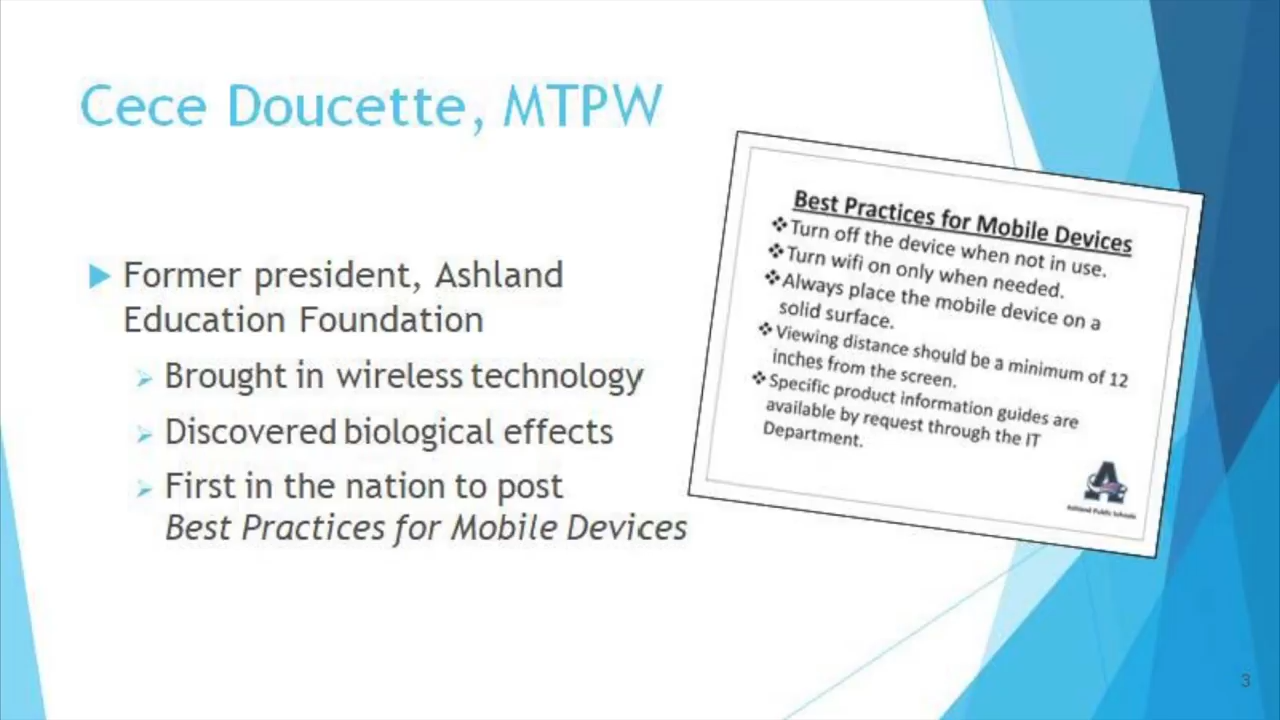 Cece Doucette, MTPW
Former president, Ashland
Education Foundation
Brought in wireless technology
Discovered biological effects
First in the nation to post
Best Practices for Mobile Devices
Best Practices for Mobile Devices
Turn off the device when not in use.
Turn wifi on only when needed.
Always place the mobile device on a
solid surface.
Viewing distance should be a minimum of 12
inches from the screen.
Specific product information guides are
available by request through the IT
Department.
A
Ashland Public Schools
3